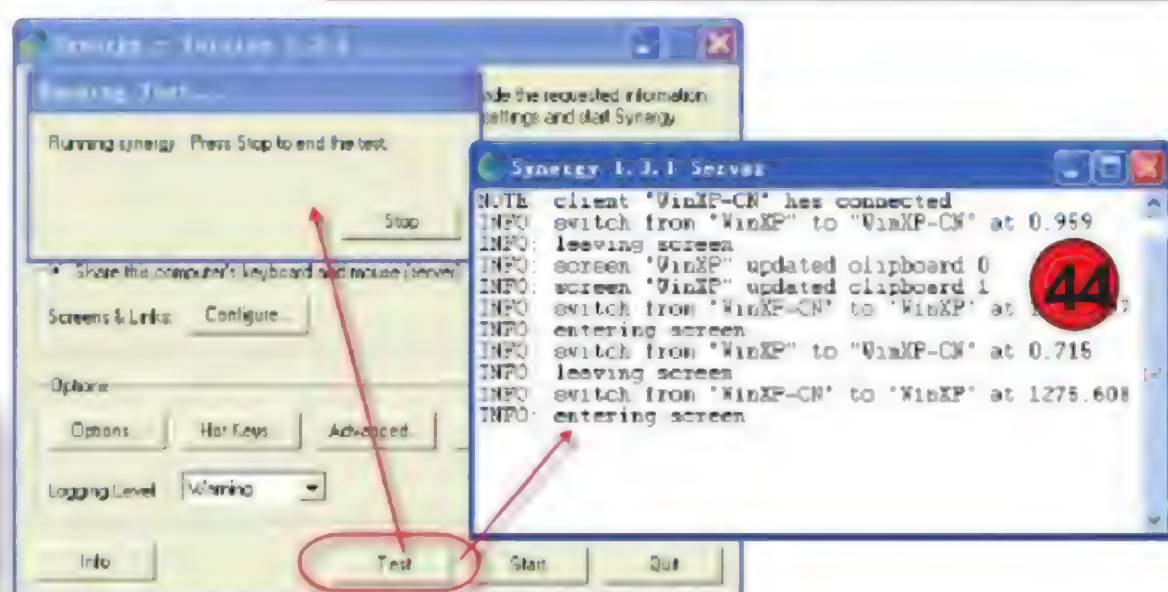 Synergy - Version 1.3.1
Running Test...
ide the requested information
settings and start Synergy
Running synergy. Press Stop to end the test.
Stop
Share this computer's keyboard and mouse (server)
Screens & Links: Configure...
Options
Options... Hot Keys... Advanced...
Logging Level: Warning
Info Test Start Quit
Synergy 1.3.1 Server
NOTE: client "WinXP-CN" has connected
INFO: switch from "WinXP" to "WinXP-CN" at 0,959
INFO: leaving screen
INFO: screen "WinXP" updated clipboard 0
INFO: screen "WinXP" updated clipboard 1
INFO: switch from "WinXP-CN" to "WinXP" at
INFO: entering screen
INFO: switch from "WinXP" to "WinXP-CN" at 0,715
INFO: leaving screen
INFO: switch from "WinXP-CN" to "WinXP" at 1275,608
INFO: entering screen
44